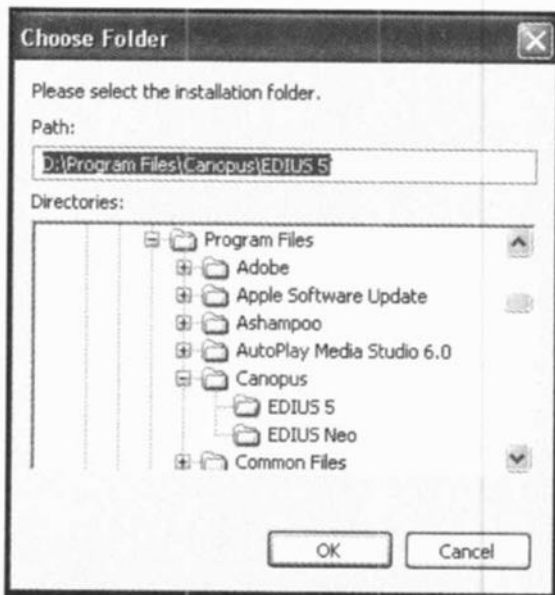 Choose Folder
Please select the installation folder.
Path:
D:\Program Files\Canopus\EDIUS 5
Directories:
Program Files
Adobe
Apple Software Update
Ashampoo
AutoPlay Media Studio 6.0
Canopus
EDIUS 5
EDIUS Neo
Common Files
OK
Cancel